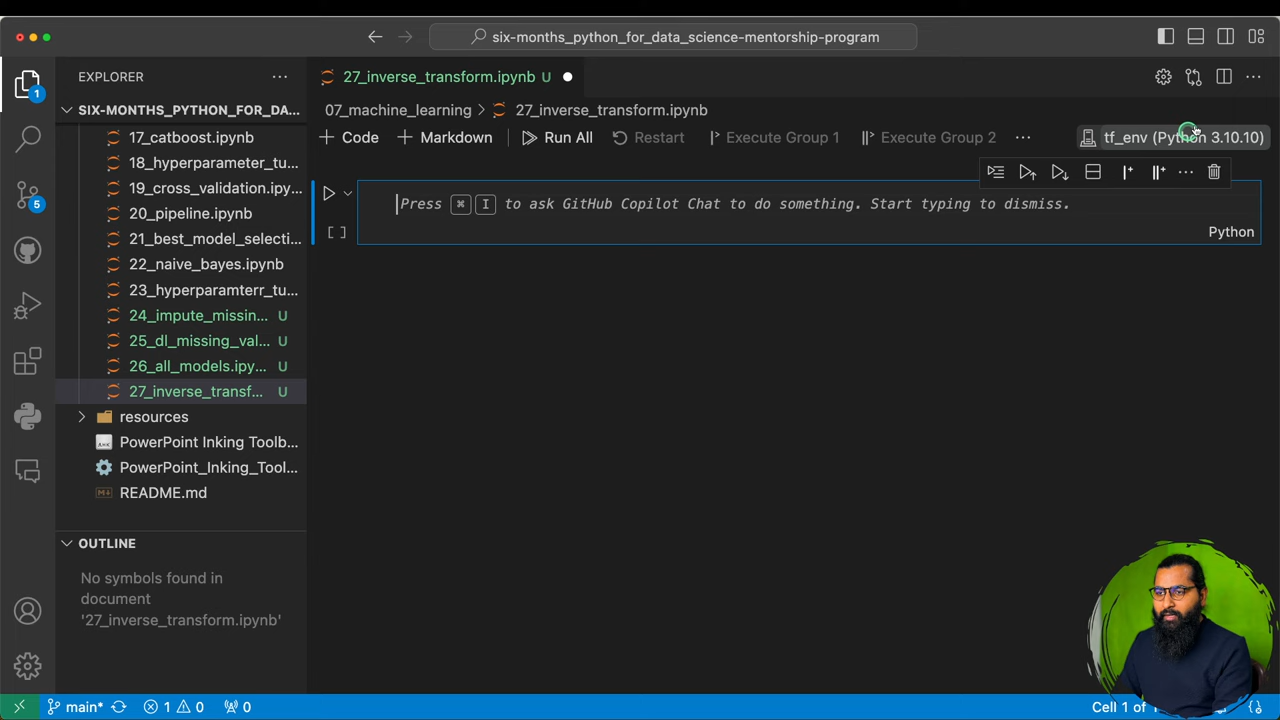 six-months_python_for_data_science-mentorship-program
1
5
EXPLORER
SIX-MONTHS_PYTHON_FOR_DA...
17_catboost.ipynb
18_hyperparameter_tu...
19_cross_validation.ipy...
20_pipeline.ipynb
21_best_model_selecti...
22_naive_bayes.ipynb
23_hyperparamterr_tu...
24_impute_missin... U
25_dl_missing_val... U
26_all_models.ipy... U
27_inverse_transf... U
resources
PowerPoint Inking Toolb...
PowerPoint_Inking_Tool...
README.md
OUTLINE
No symbols found in
document
'27_inverse_transform.ipynb'
27_inverse_transform.ipynb U
07_machine_learning > 27_inverse_transform.ipynb
+ Code + Markdown Run All Restart Execute Group 1 Execute Group 2 ... tf_env (Python 3.10.10)
Press ⌘ I to ask GitHub Copilot Chat to do something. Start typing to dismiss.
[ ]
Python
main* 1 0 0 Cell 1 of